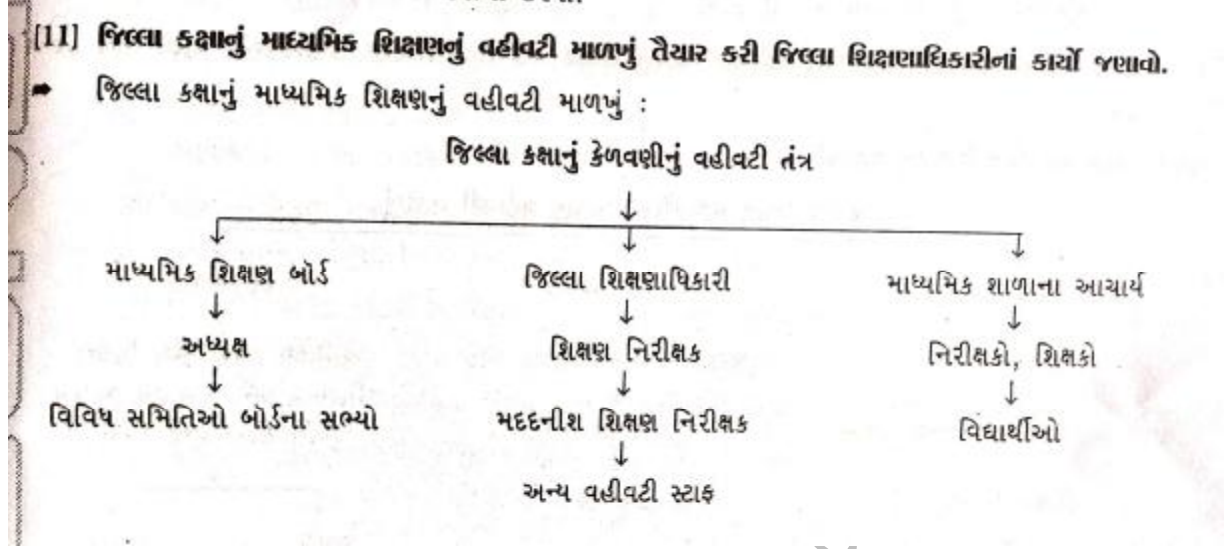 [11] જિલ્લા કક્ષાનું માધ્યમિક શિક્ષણનું વહીવટી માળખું તૈયાર કરી જિલ્લા શિક્ષણાધિકારીનાં કાર્યો જણાવો.
➡ જિલ્લા કક્ષાનું માધ્યમિક શિક્ષણનું વહીવટી માળખું :
જિલ્લા કક્ષાનું કેળવણીનું વહીવટી તંત્ર
માધ્યમિક શિક્ષણ બોર્ડ જિલ્લા શિક્ષણાધિકારી માધ્યમિક શાળાના આચાર્ય
અધ્યક્ષ શિક્ષણ નિરીક્ષક નિરીક્ષકો, શિક્ષકો
વિવિધ સમિતિઓ બોર્ડના સભ્યો મદદનીશ શિક્ષણ નિરીક્ષક વિદ્યાર્થીઓ
અન્ય વહીવટી સ્ટાફ